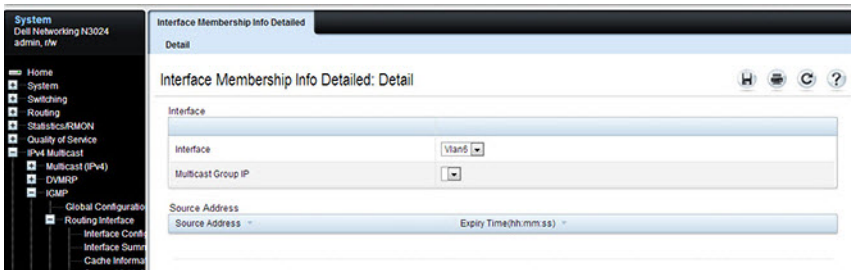 System
Dell Networking N3024
admin, r/w
Home
System
Switching
Routing
Statistics/RMON
Quality of Service
IPv4 Multicast
Multicast (IPv4)
DVMRP
IGMP
Global Configuratio
Routing Interface
Interface Config
Interface Summ
Cache Informa
Interface Membership Info Detailed
Detail
Interface Membership Info Detailed: Detail
?
Interface
Interface
Vlan5
Multicast Group IP
Source Address
Source Address
Expiry Time(hh:mm:ss)